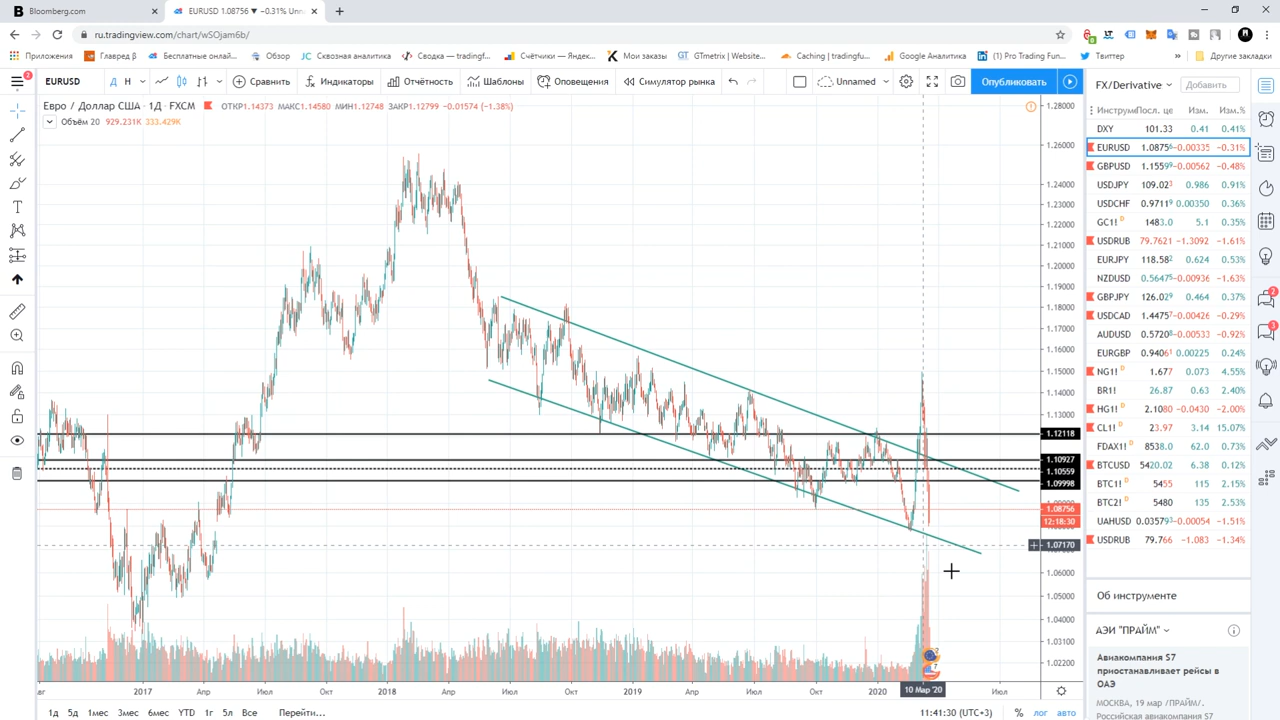 Bloomberg.com
EURUSD 1.08756 ▼ −0.31% Unn
ru.tradingview.com/chart/wSOjam6b/
Приложения
Главред β
Бесплатные онлай...
Обзор
Сквозная аналитика
Сводка — tradingf...
Счётчики — Яндек...
Мои заказы
GTmetrix | Website...
Caching | tradingfu...
Google Аналитика
(1) Pro Trading Fun...
Твиттер
»
Другие закладки
EURUSD
Д
Н
Сравнить
Индикаторы
Отчётность
Шаблоны
Оповещения
Симулятор рынка
Unnamed
Опубликовать
Евро / Доллар США · 1Д · FXCM
ОТКР1.14373 МАКС1.14580 МИН1.12748 ЗАКР1.12799 −0.01574 (−1.38%)
Объём 20 929.231K 333.429K
1.28000
1.26000
1.24000
1.23000
1.22000
1.21000
1.20000
1.19000
1.18000
1.17000
1.16000
1.15000
1.14000
1.13000
1.12118
1.10927
1.10559
1.09998
1.08756
12:18:30
1.07170
1.06000
1.05000
1.04000
1.03100
1.02200
2017
Апр
Июл
Окт
2018
Апр
Июл
Окт
2019
Апр
Июл
Окт
2020
10 Мар '20
Июл
1д 5д 1мес 3мес 6мес YTD 1г 5л Все Перейти...
11:41:30 (UTC+3)
% лог авто
FX/Derivative
Добавить
Инструм Посл. це Изм. Изм.%
DXY 101.33 0.41 0.41%
EURUSD 1.08756 −0.00335 −0.31%
GBPUSD 1.15599 −0.00562 −0.48%
USDJPY 109.023 0.986 0.91%
USDCHF 0.97119 0.00350 0.36%
GC1! D 1483.0 5.1 0.35%
USDRUB 79.7621 −1.3092 −1.61%
EURJPY 118.582 0.624 0.53%
NZDUSD 0.56475 −0.00936 −1.63%
GBPJPY 126.029 0.464 0.37%
USDCAD 1.44757 −0.00426 −0.29%
AUDUSD 0.57208 −0.00533 −0.92%
EURGBP 0.94061 0.00225 0.24%
NG1! D 1.677 0.073 4.55%
BR1! 26.87 0.63 2.40%
HG1! D 2.1080 −0.0430 −2.00%
CL1! D 23.97 3.14 15.07%
FDAX1! D 8538.0 62.0 0.73%
BTCUSD 5420.02 6.38 0.12%
BTC1! D 5455 115 2.15%
BTC2! D 5480 135 2.53%
UAHUSD 0.035793 −0.00054 −1.51%
USDRUB 79.766 −1.083 −1.34%
Об инструменте
АЭИ "ПРАЙМ"
Авиакомпания S7
приостанавливает рейсы в
ОАЭ
МОСКВА, 19 мар /ПРАЙМ/.
Российская авиакомпания S7